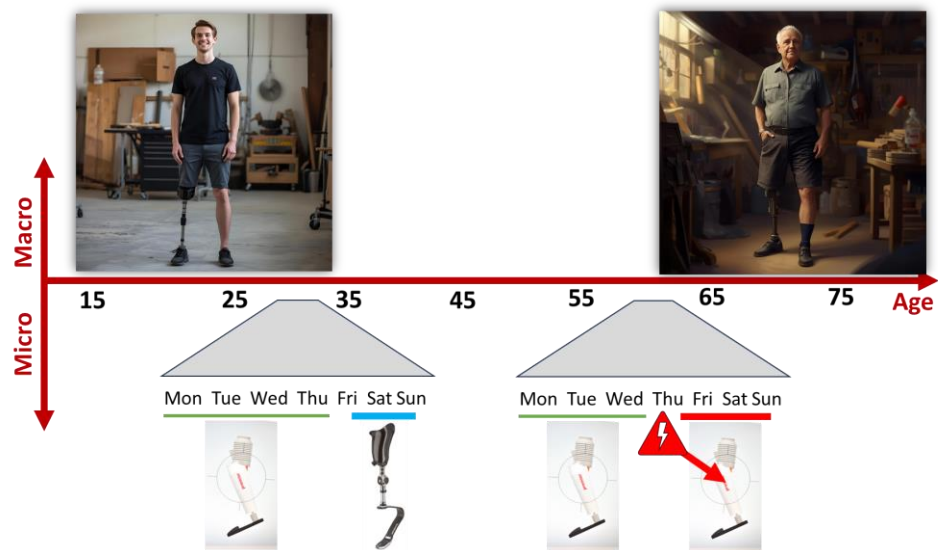 Macro
Micro
15 25 35 45 55 65 75 Age
Mon Tue Wed Thu Fri Sat Sun
Mon Tue Wed Thu Fri Sat Sun